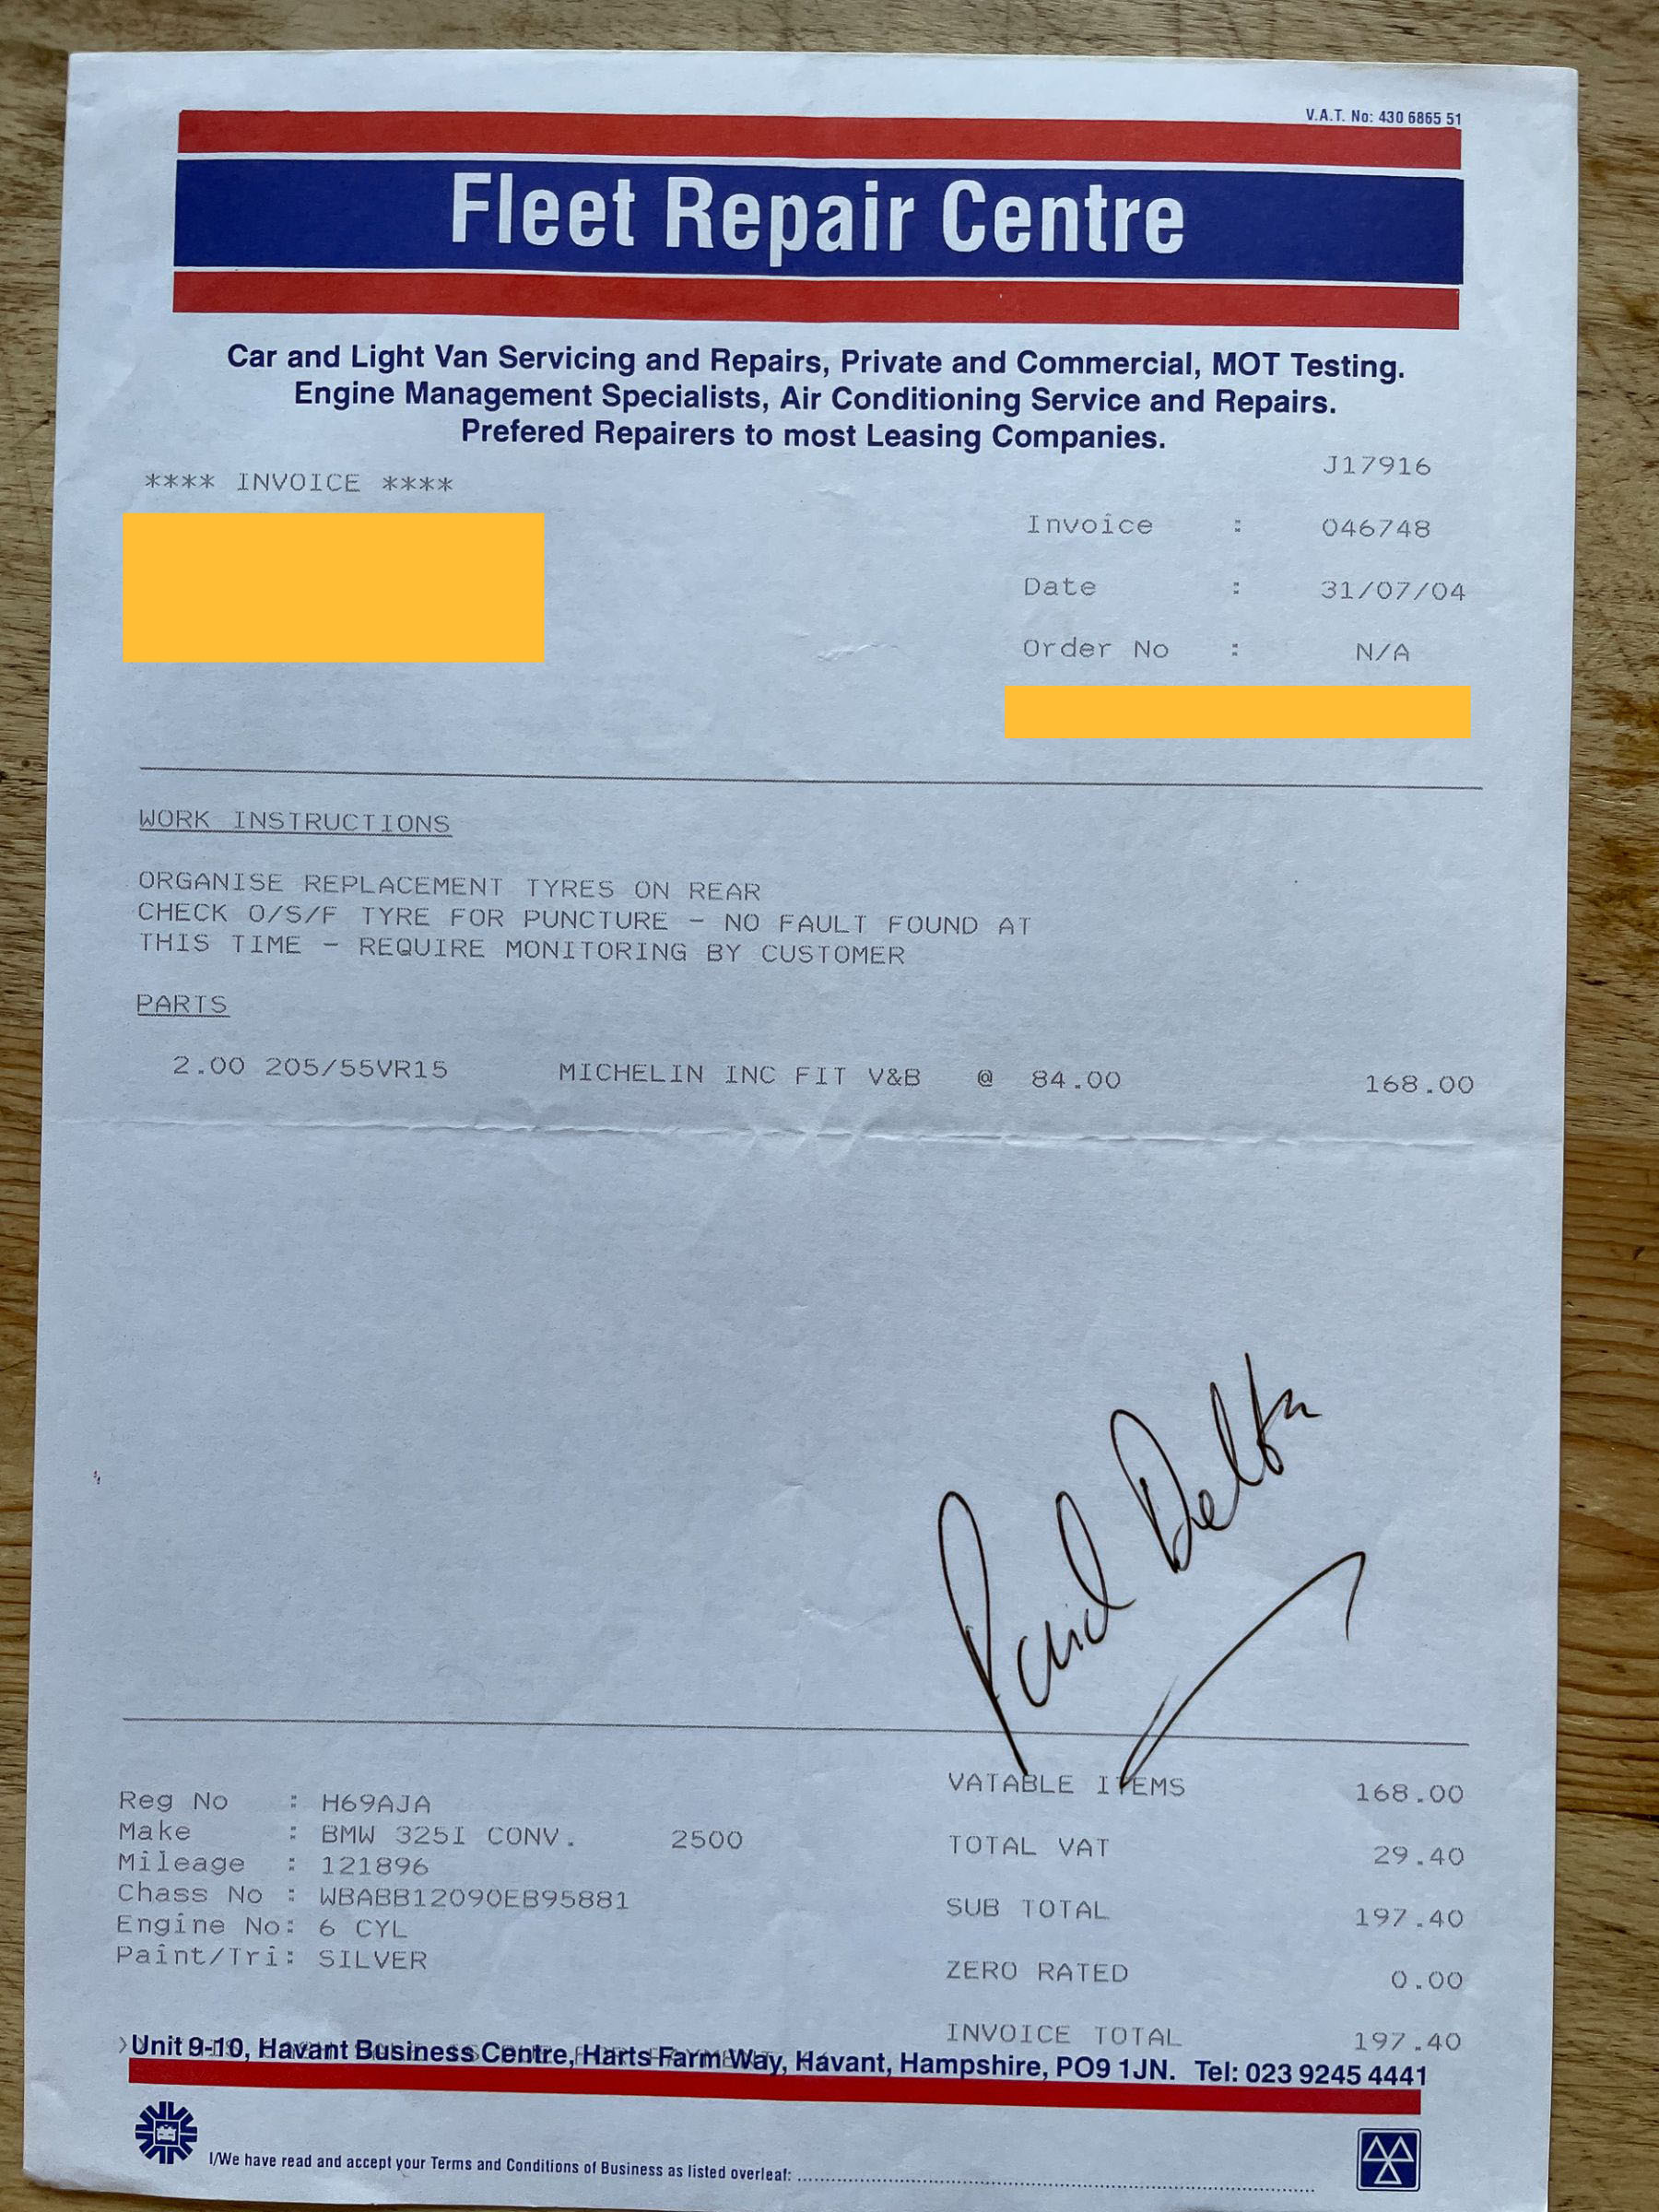 V.A.T. No: 430 6865 51
Fleet Repair Centre
Car and Light Van Servicing and Repairs, Private and Commercial, MOT Testing.
Engine Management Specialists, Air Conditioning Service and Repairs.
Prefered Repairers to most Leasing Companies.
J17916
**** INVOICE ****
Invoice : 046748
Date : 31/07/04
Order No : N/A
WORK INSTRUCTIONS
ORGANISE REPLACEMENT TYRES ON REAR
CHECK O/S/F TYRE FOR PUNCTURE - NO FAULT FOUND AT
THIS TIME - REQUIRE MONITORING BY CUSTOMER
PARTS
2.00 205/55VR15 MICHELIN INC FIT V&B @ 84.00 168.00
Paid Delta
VATABLE ITEMS 168.00
TOTAL VAT 29.40
SUB TOTAL 197.40
ZERO RATED 0.00
INVOICE TOTAL 197.40
Reg No : H69AJA
Make : BMW 325I CONV. 2500
Mileage : 121896
Chass No : WBABB12090EB95881
Engine No: 6 CYL
Paint/Tri: SILVER
Unit 9-10, Havant Business Centre, Harts Farm Way, Havant, Hampshire, PO9 1JN. Tel: 023 9245 4441
I/We have read and accept your Terms and Conditions of Business as listed overleaf: